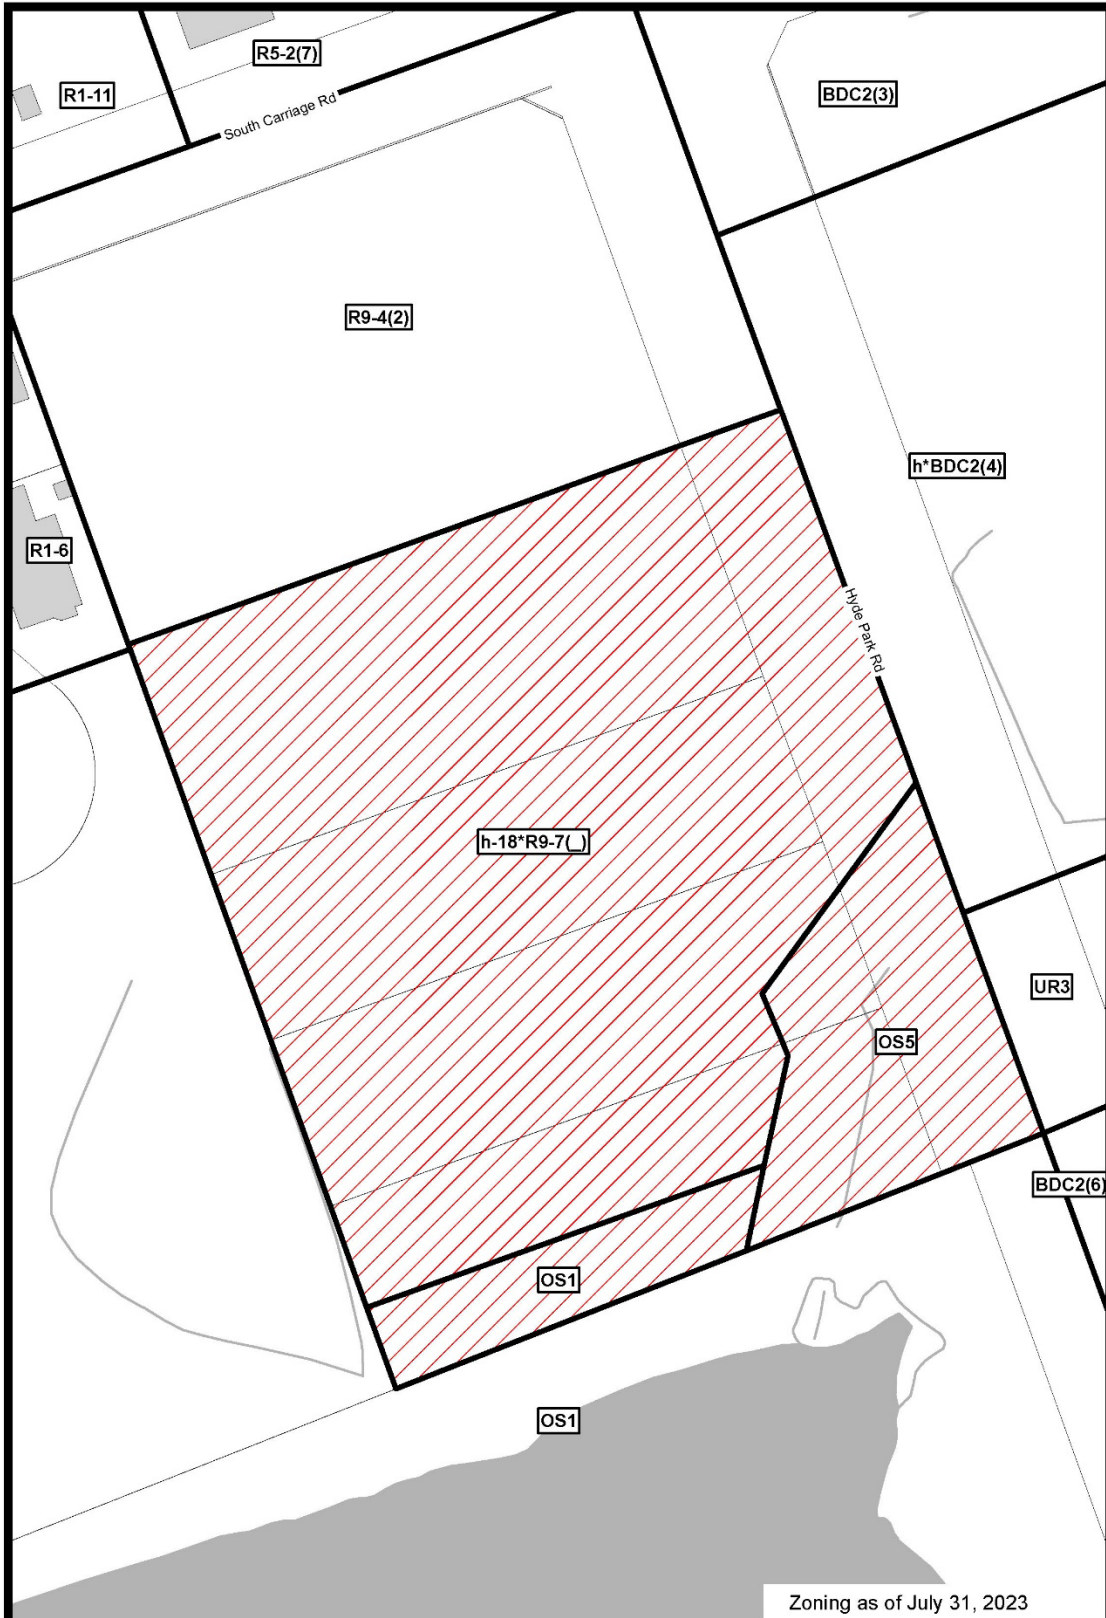 R5-2(7)
R1-11
BDC2(3)
South Carriage Rd
R9-4(2)
h*BDC2(4)
R1-6
Hyde Park Rd
h-18*R9-7(_)
UR3
OS5
BDC2(6)
OS1
OS1
Zoning as of July 31, 2023